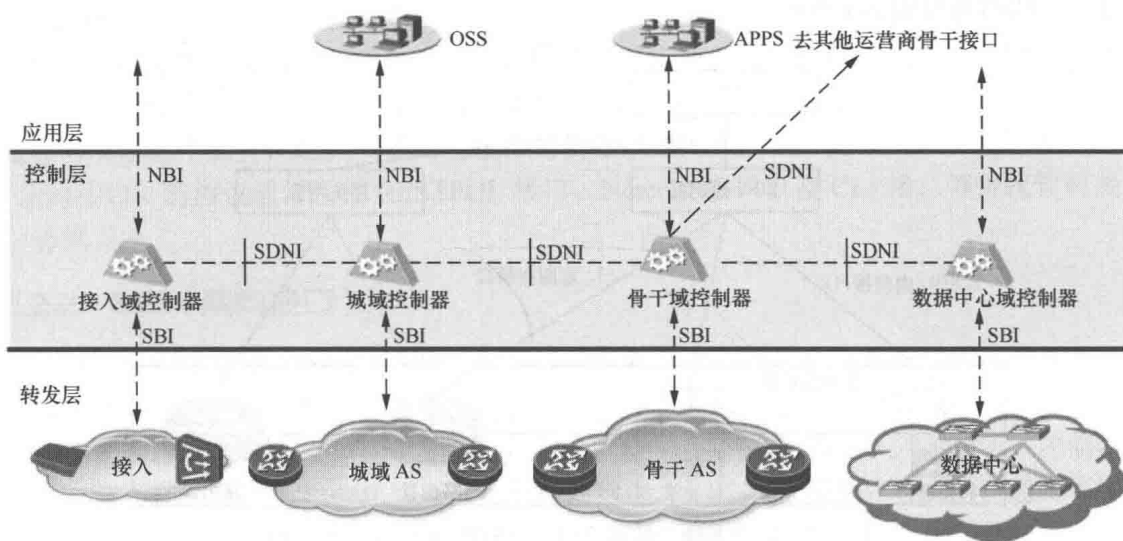 OSS
APPS 去其他运营商骨干接口
应用层
控制层
NBI
NBI
NBI
SDNI
NBI
SDNI
SDNI
SDNI
接入域控制器
城域控制器
骨干域控制器
数据中心域控制器
SBI
SBI
SBI
SBI
转发层
接入
城域 AS
骨干 AS
数据中心